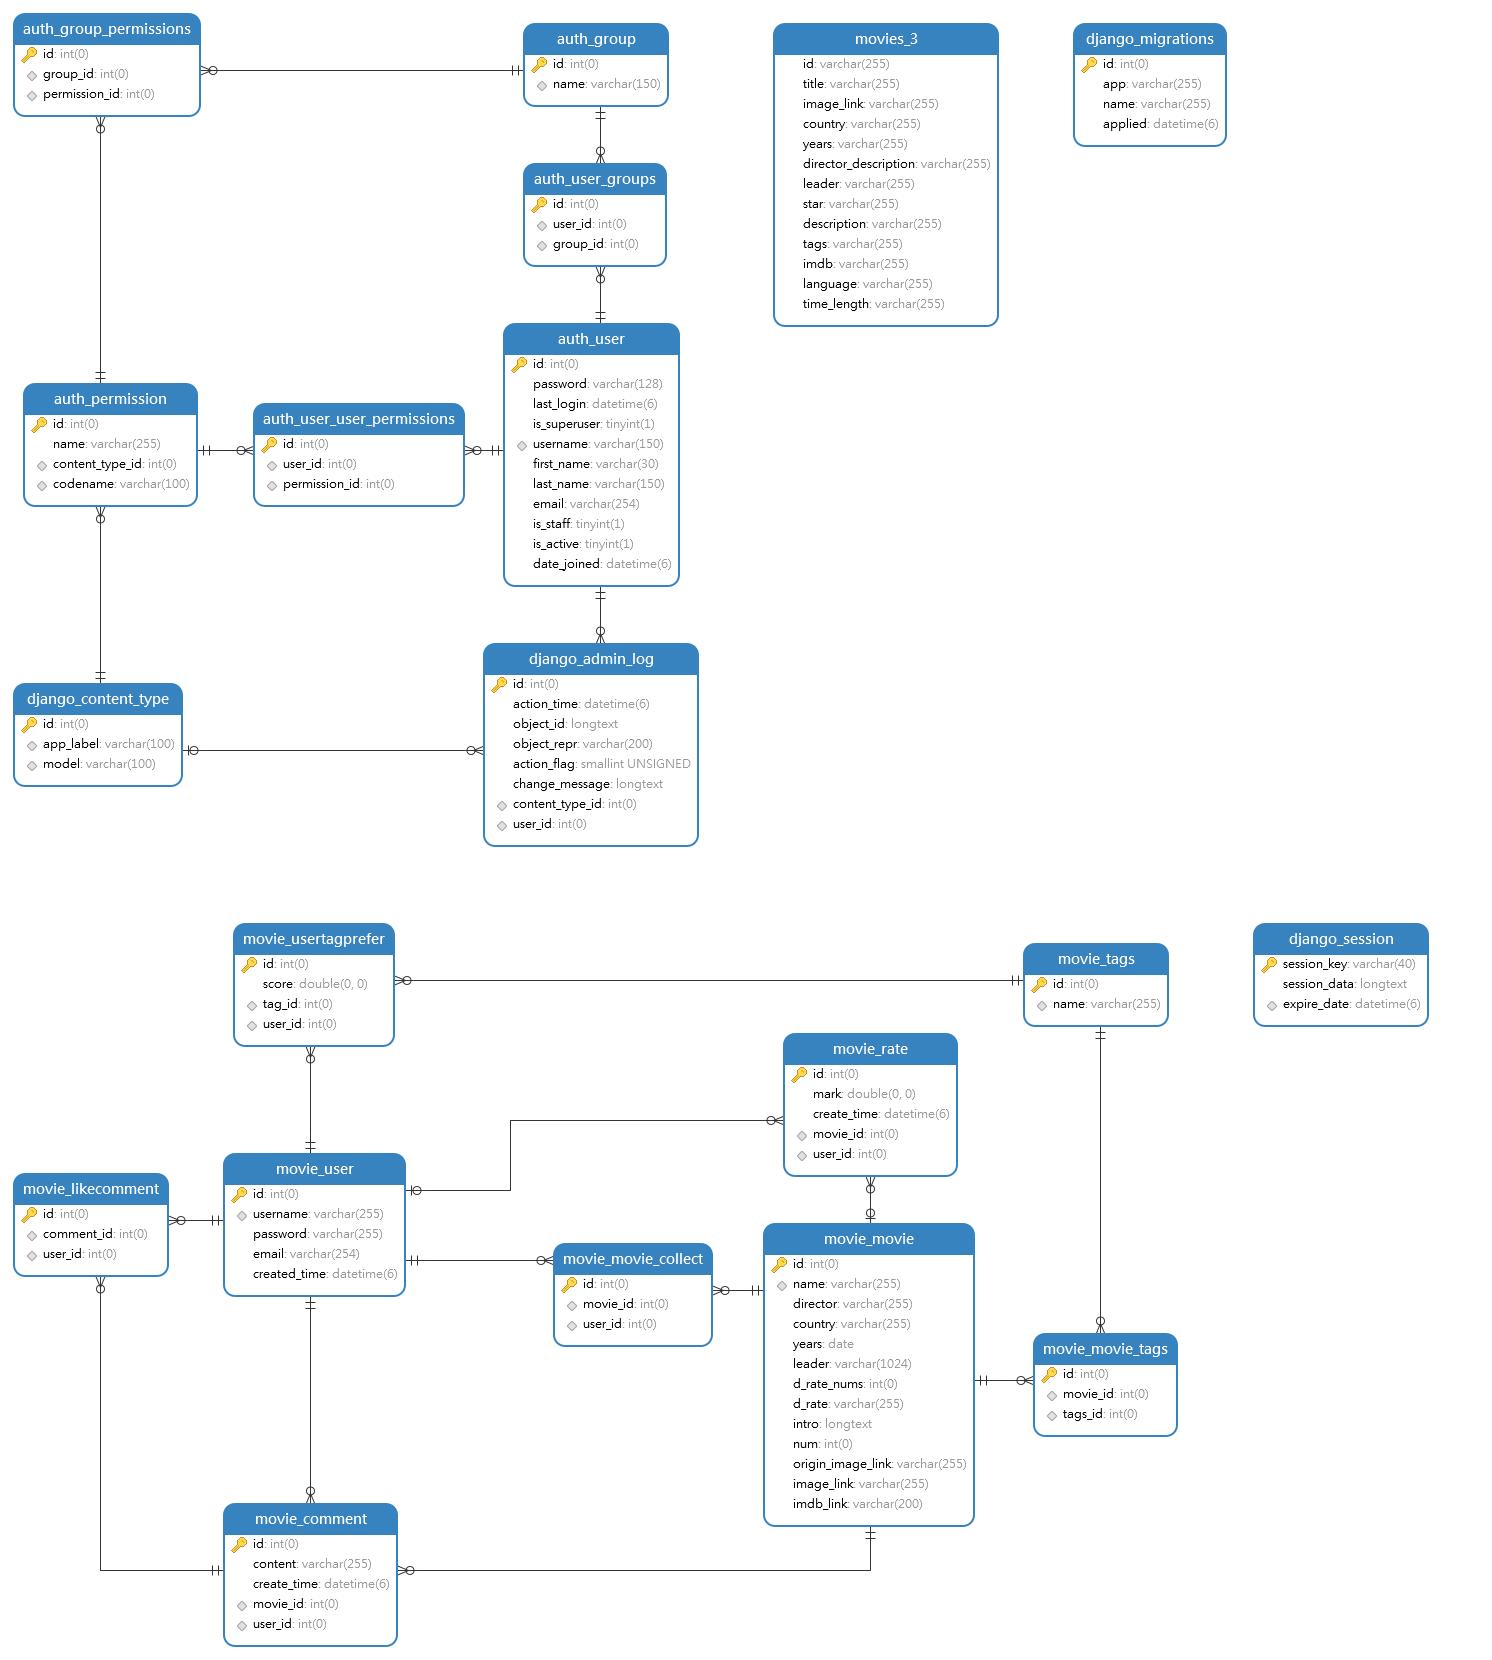 auth_group_permissions
id: int(0)
group_id: int(0)
permission_id: int(0)
auth_group
id: int(0)
name: varchar(150)
movies_3
id: varchar(255)
title: varchar(255)
image_link: varchar(255)
country: varchar(255)
years: varchar(255)
director_description: varchar(255)
leader: varchar(255)
star: varchar(255)
description: varchar(255)
tags: varchar(255)
imdb: varchar(255)
language: varchar(255)
time_length: varchar(255)
django_migrations
id: int(0)
app: varchar(255)
name: varchar(255)
applied: datetime(6)
auth_user_groups
id: int(0)
user_id: int(0)
group_id: int(0)
auth_user
id: int(0)
password: varchar(128)
last_login: datetime(6)
is_superuser: tinyint(1)
username: varchar(150)
first_name: varchar(30)
last_name: varchar(150)
email: varchar(254)
is_staff: tinyint(1)
is_active: tinyint(1)
date_joined: datetime(6)
auth_permission
id: int(0)
name: varchar(255)
content_type_id: int(0)
codename: varchar(100)
auth_user_user_permissions
id: int(0)
user_id: int(0)
permission_id: int(0)
django_content_type
id: int(0)
app_label: varchar(100)
model: varchar(100)
django_admin_log
id: int(0)
action_time: datetime(6)
object_id: longtext
object_repr: varchar(200)
action_flag: smallint UNSIGNED
change_message: longtext
content_type_id: int(0)
user_id: int(0)
movie_usertagprefer
id: int(0)
score: double(0, 0)
tag_id: int(0)
user_id: int(0)
movie_tags
id: int(0)
name: varchar(255)
django_session
session_key: varchar(40)
session_data: longtext
expire_date: datetime(6)
movie_rate
id: int(0)
mark: double(0, 0)
create_time: datetime(6)
movie_id: int(0)
user_id: int(0)
movie_likecomment
id: int(0)
comment_id: int(0)
user_id: int(0)
movie_user
id: int(0)
username: varchar(255)
password: varchar(255)
email: varchar(254)
created_time: datetime(6)
movie_movie_collect
id: int(0)
movie_id: int(0)
user_id: int(0)
movie_movie
id: int(0)
name: varchar(255)
director: varchar(255)
country: varchar(255)
years: date
leader: varchar(1024)
d_rate_nums: int(0)
d_rate: varchar(255)
intro: longtext
num: int(0)
origin_image_link: varchar(255)
image_link: varchar(255)
imdb_link: varchar(200)
movie_movie_tags
id: int(0)
movie_id: int(0)
tags_id: int(0)
movie_comment
id: int(0)
content: varchar(255)
create_time: datetime(6)
movie_id: int(0)
user_id: int(0)